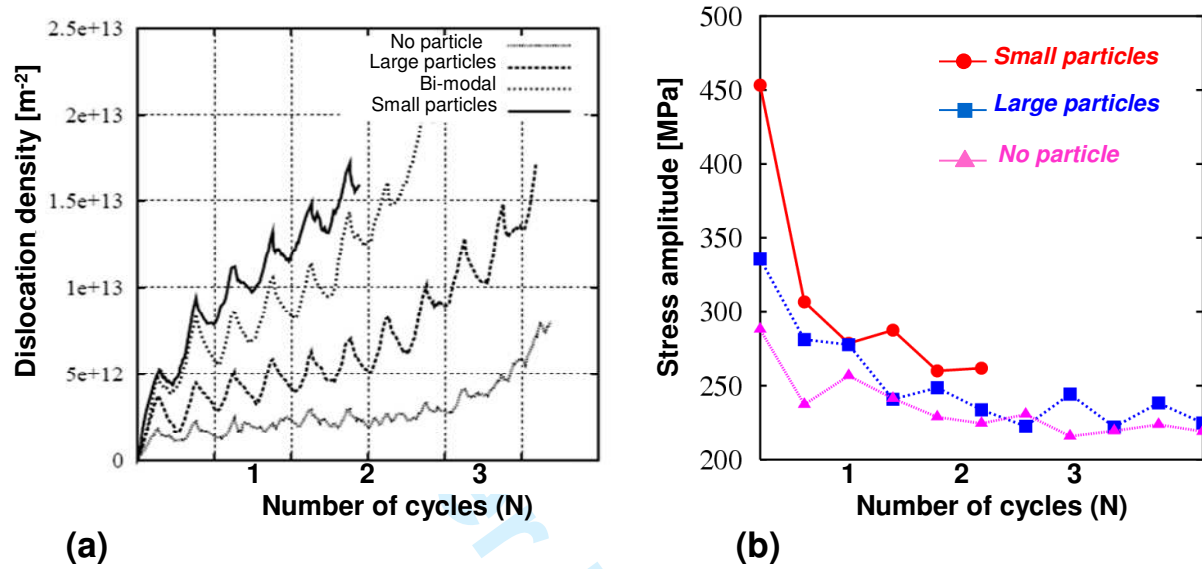 2.5e+13
2e+13
1.5e+13
1e+13
5e+12
0
Dislocation density [m⁻²]
No particle
Large particles
Bi-modal
Small particles
1 2 3
Number of cycles (N)
(a)
500
450
400
350
300
250
200
Stress amplitude [MPa]
Small particles
Large particles
No particle
1 2 3
Number of cycles (N)
(b)